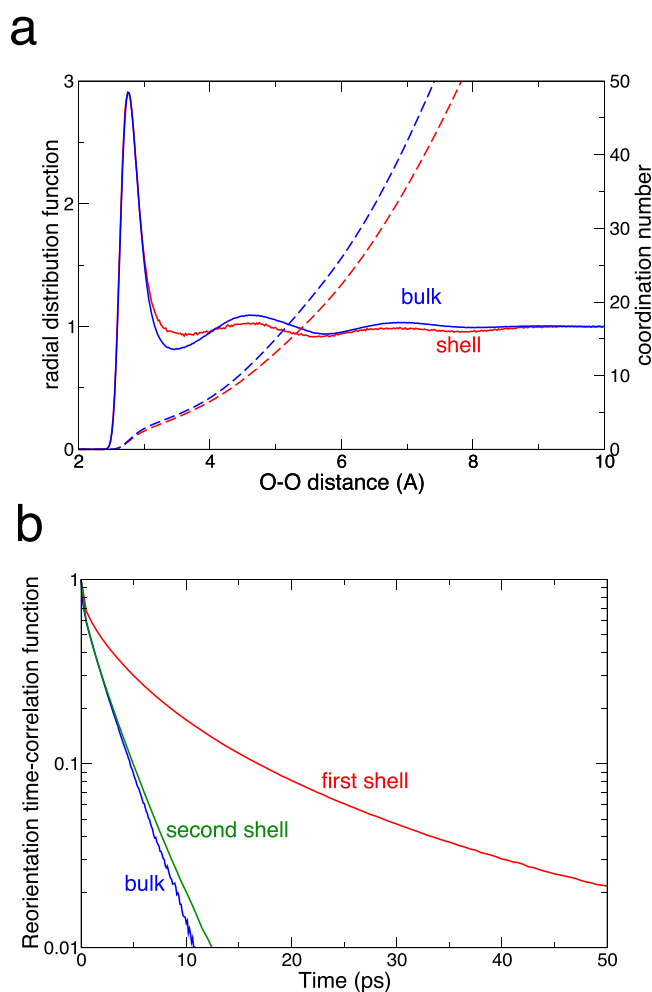 a
3
2
1
0
radial distribution function
50
40
30
20
10
0
coordination number
bulk
shell
2 4 6 8 10
O-O distance (A)
b
1
0.1
0.01
Reorientation time-correlation function
first shell
second shell
bulk
0 10 20 30 40 50
Time (ps)